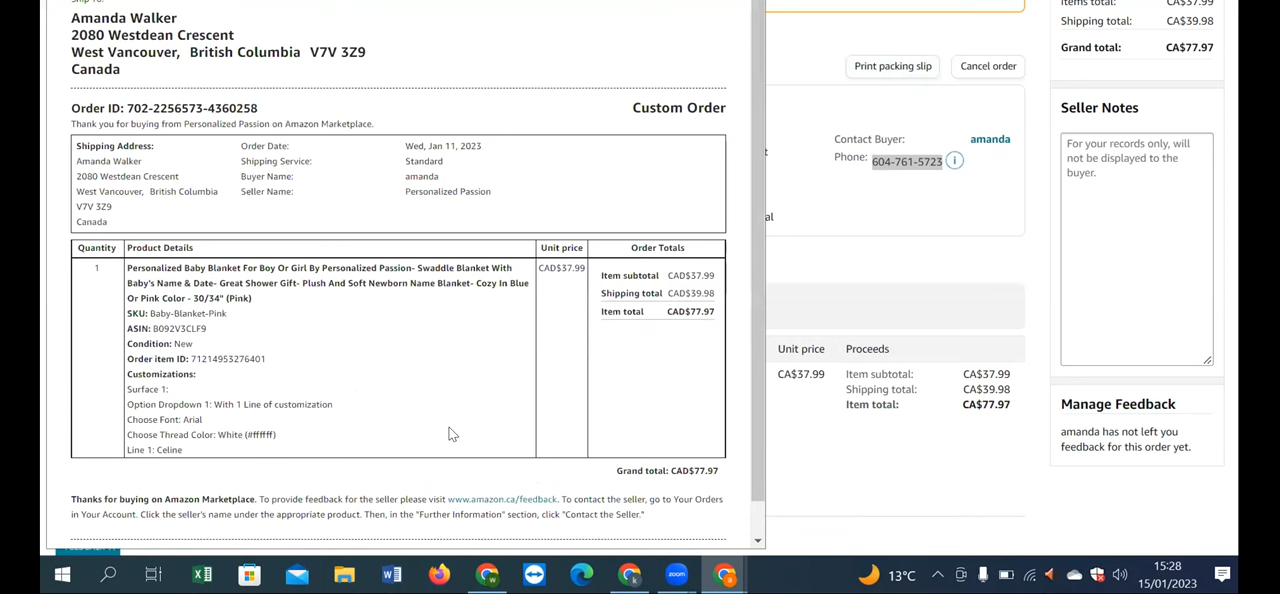 Amanda Walker
2080 Westdean Crescent
West Vancouver, British Columbia V7V 3Z9
Canada
Order ID: 702-2256573-4360258
Custom Order
Thank you for buying from Personalized Passion on Amazon Marketplace.
Shipping Address:
Amanda Walker
2080 Westdean Crescent
West Vancouver, British Columbia
V7V 3Z9
Canada
Order Date: Wed, Jan 11, 2023
Shipping Service: Standard
Buyer Name: amanda
Seller Name: Personalized Passion
Quantity Product Details Unit price Order Totals
1
Personalized Baby Blanket For Boy Or Girl By Personalized Passion- Swaddle Blanket With
Baby's Name & Date- Great Shower Gift- Plush And Soft Newborn Name Blanket- Cozy In Blue
Or Pink Color - 30/34" (Pink)
SKU: Baby-Blanket-Pink
ASIN: B092V3CLF9
Condition: New
Order item ID: 71214953276401
Customizations:
Surface 1:
Option Dropdown 1: With 1 Line of customization
Choose Font: Arial
Choose Thread Color: White (#ffffff)
Line 1: Celine
CAD$37.99
Item subtotal CAD$37.99
Shipping total CAD$39.98
Item total CAD$77.97
Grand total: CAD$77.97
Thanks for buying on Amazon Marketplace. To provide feedback for the seller please visit www.amazon.ca/feedback. To contact the seller, go to Your Orders
in Your Account. Click the seller's name under the appropriate product. Then, in the "Further Information" section, click "Contact the Seller."
Print packing slip
Cancel order
Contact Buyer: amanda
Phone: 604-761-5723
Unit price Proceeds
CA$37.99
Item subtotal: CA$37.99
Shipping total: CA$39.98
Item total: CA$77.97
Items total: CA$37.99
Shipping total: CA$39.98
Grand total: CA$77.97
Seller Notes
For your records only, will
not be displayed to the
buyer.
Manage Feedback
amanda has not left you
feedback for this order yet.
zoom
13°C
15:28
15/01/2023